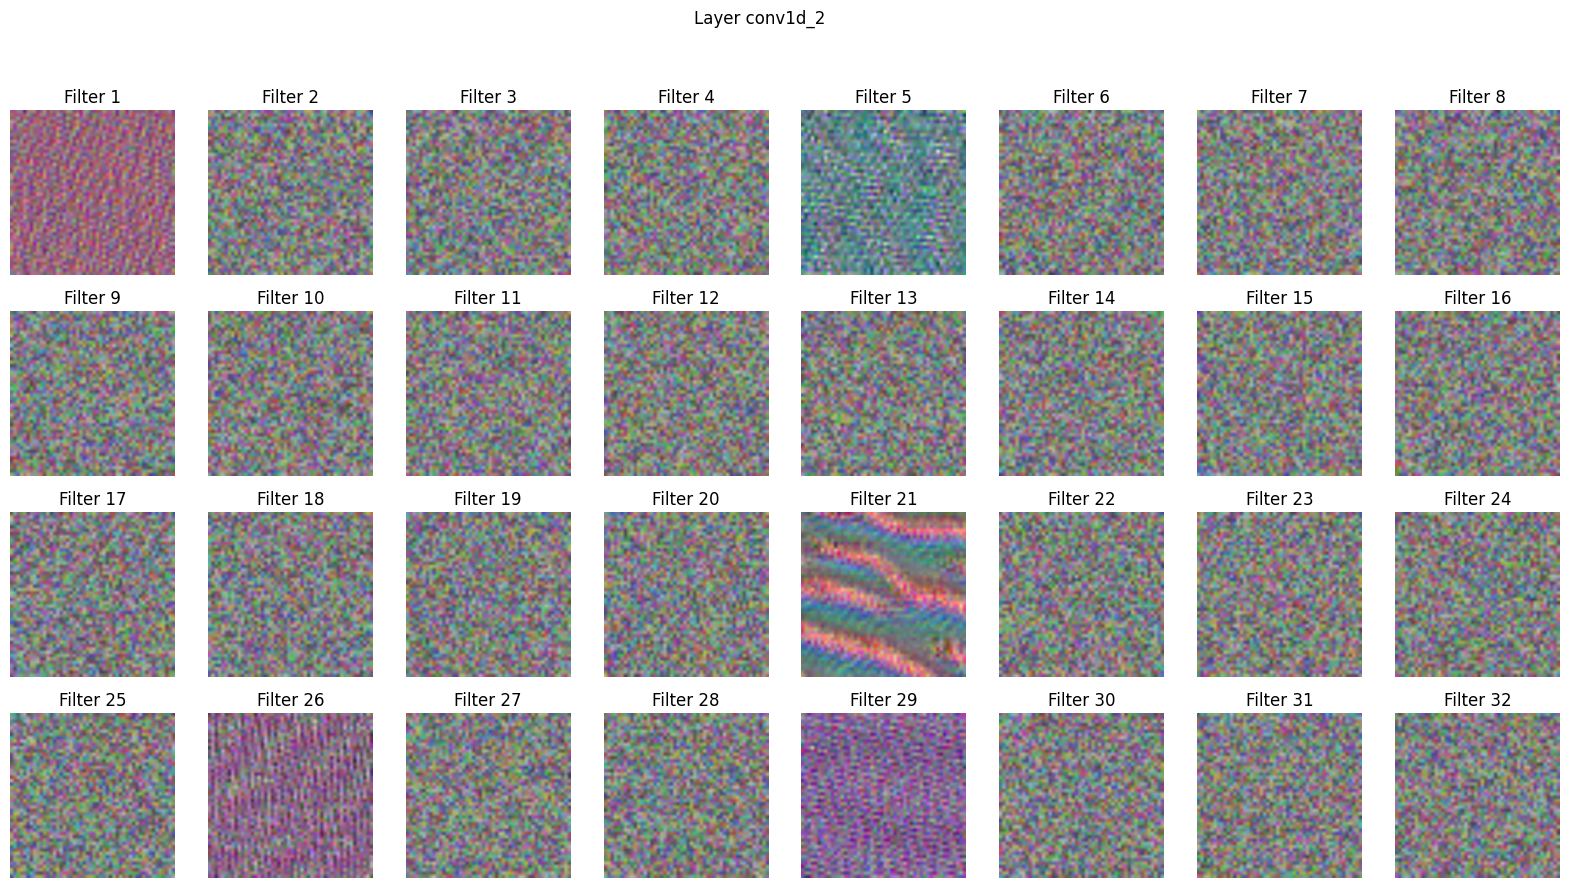 Layer conv1d_2
Filter 1 Filter 2 Filter 3 Filter 4 Filter 5 Filter 6 Filter 7 Filter 8
Filter 9 Filter 10 Filter 11 Filter 12 Filter 13 Filter 14 Filter 15 Filter 16
Filter 17 Filter 18 Filter 19 Filter 20 Filter 21 Filter 22 Filter 23 Filter 24
Filter 25 Filter 26 Filter 27 Filter 28 Filter 29 Filter 30 Filter 31 Filter 32